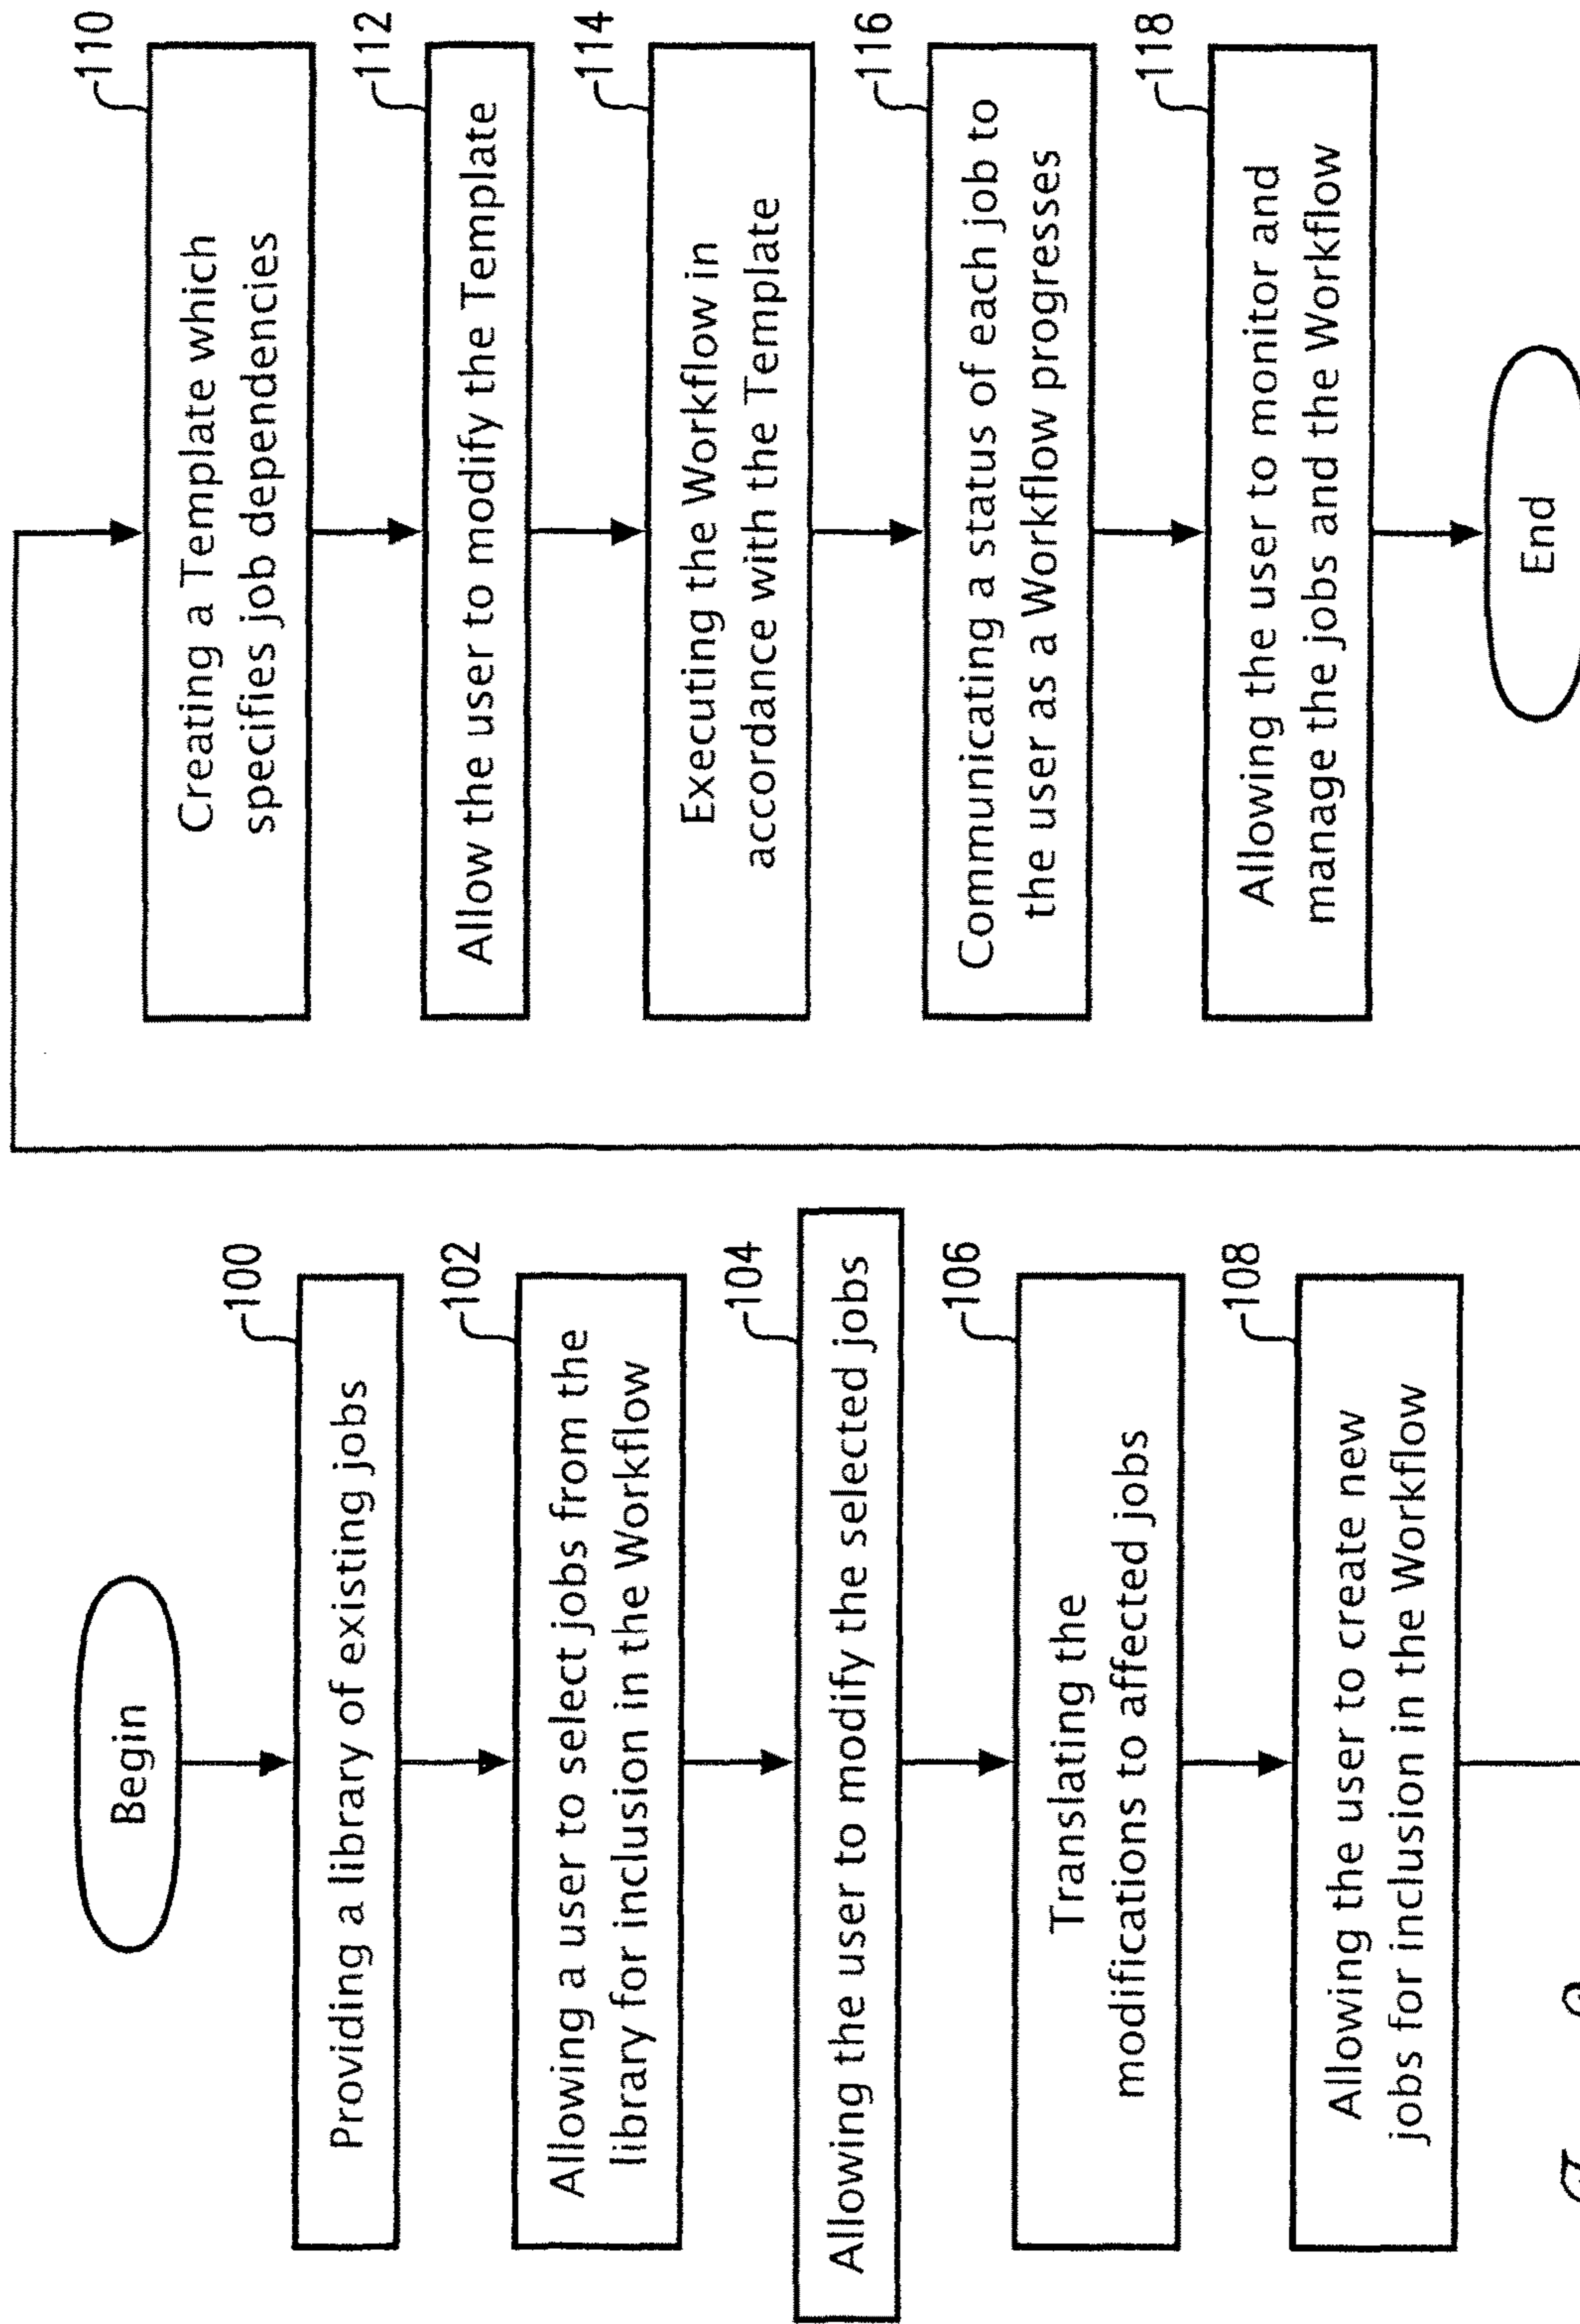 Begin
100
Providing a library of existing jobs
102
Allowing a user to select jobs from the
library for inclusion in the Workflow
104
Allowing the user to modify the selected jobs
106
Translating the
modifications to affected jobs
108
Allowing the user to create new
jobs for inclusion in the Workflow
110
Creating a Template which
specifies job dependencies
112
Allow the user to modify the Template
114
Executing the Workflow in
accordance with the Template
116
Communicating a status of each job to
the user as a Workflow progresses
118
Allowing the user to monitor and
manage the jobs and the Workflow
End